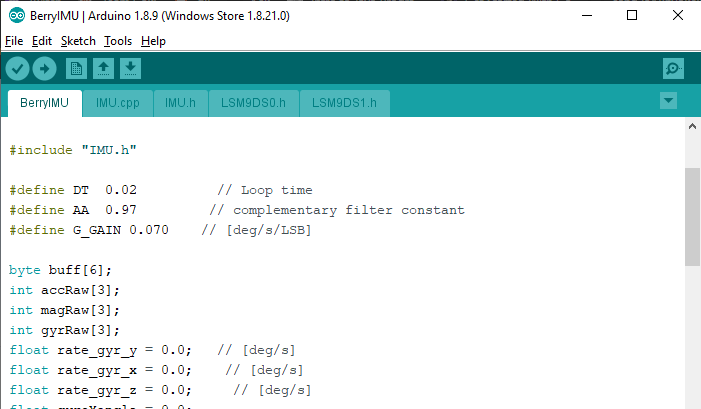 BerryIMU | Arduino 1.8.9 (Windows Store 1.8.21.0)
File Edit Sketch Tools Help
BerryIMU IMU.cpp IMU.h LSM9DS0.h LSM9DS1.h
#include "IMU.h"
#define DT  0.02          // Loop time
#define AA  0.97         // complementary filter constant
#define G_GAIN 0.070    // [deg/s/LSB]
byte buff[6];
int accRaw[3];
int magRaw[3];
int gyrRaw[3];
float rate_gyr_y = 0.0;   // [deg/s]
float rate_gyr_x = 0.0;    // [deg/s]
float rate_gyr_z = 0.0;     // [deg/s]